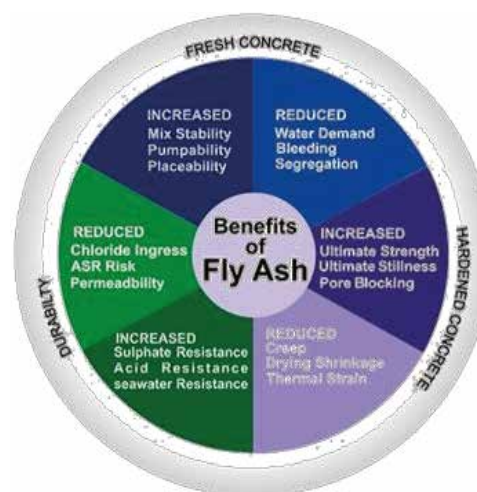 FRESH CONCRETE
INCREASED
Mix Stability
Pumpability
Placeability
REDUCED
Water Demand
Bleeding
Segregation
HARDENED CONCRETE
INCREASED
Ultimate Strength
Ultimate Stillness
Pore Blocking
REDUCED
Creep
Drying Shrinkage
Thermal Strain
DURABILTY
INCREASED
Sulphate Resistance
Acid Resistance
seawater Resistance
REDUCED
Chloride Ingress
ASR Risk
Permeadbility
Benefits
of
Fly Ash